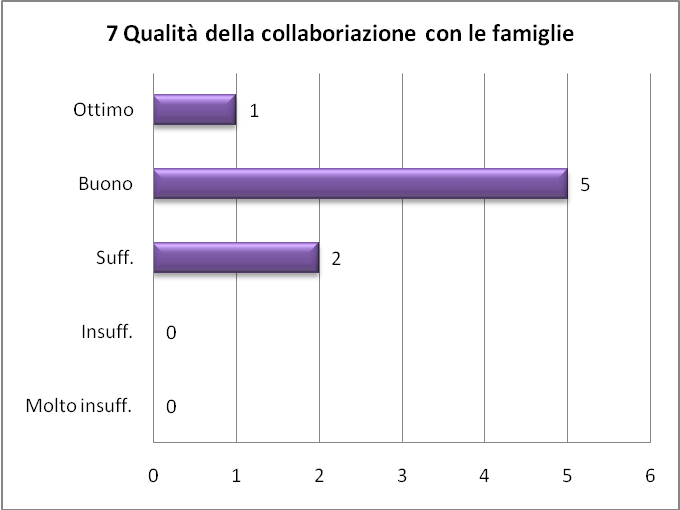 7 Qualità della collaboriazione con le famiglie
Ottimo 1
Buono 5
Suff. 2
Insuff. 0
Molto insuff. 0
0 1 2 3 4 5 6